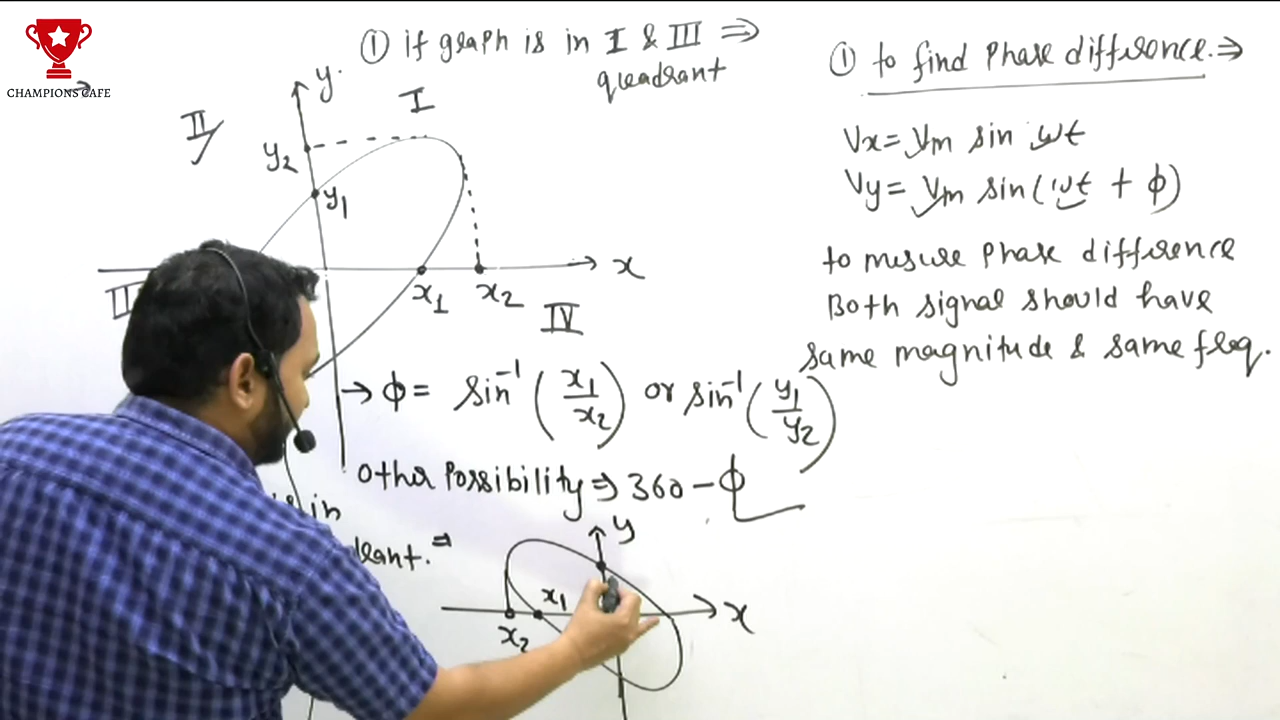 CHAMPIONS CAFE
① if graph is in I & III ⇒
quadrant
y
I
II
y2
y1
x
x1 x2
IV
→ ϕ = sin⁻¹ (x1/x2) or sin⁻¹ (y1/y2)
Other Possibility ⇒ 360 - ϕ
in
⇒
y
x1
x
x2
① to find Phase difference. ⇒
Vx = Vm sin ωt
Vy = Vm sin (ωt + ϕ)
to mesure Phase difference
Both signal should have
same magnitude & same freq.